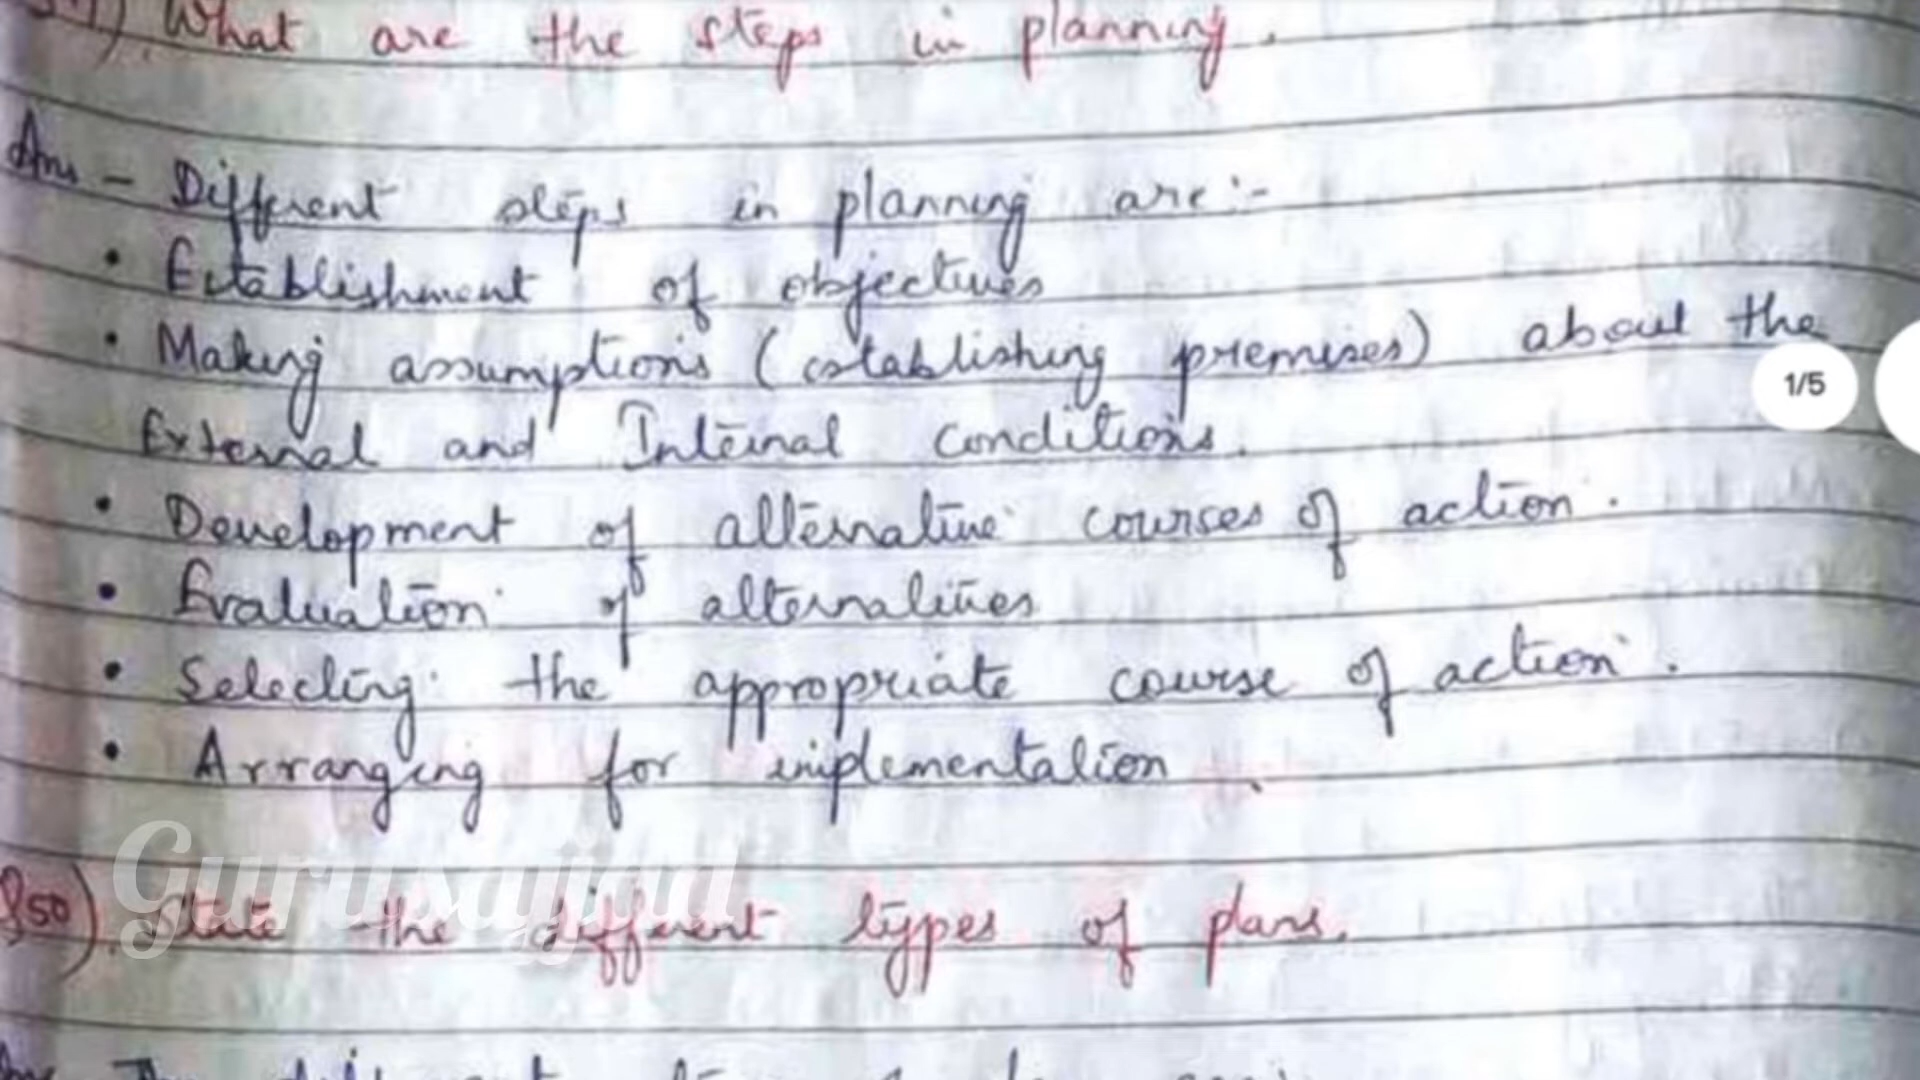 What are the steps in planning.
Ans - Different steps in planning are:-
• Establishment of objectives
• Making assumptions (establishing premises) about the
External and Internal conditions.
• Development of alternative courses of action.
• Evaluation of alternatives
• Selecting the appropriate course of action.
• Arranging for implementation.
850). State the different types of plans.
Gurusajjad
1/5